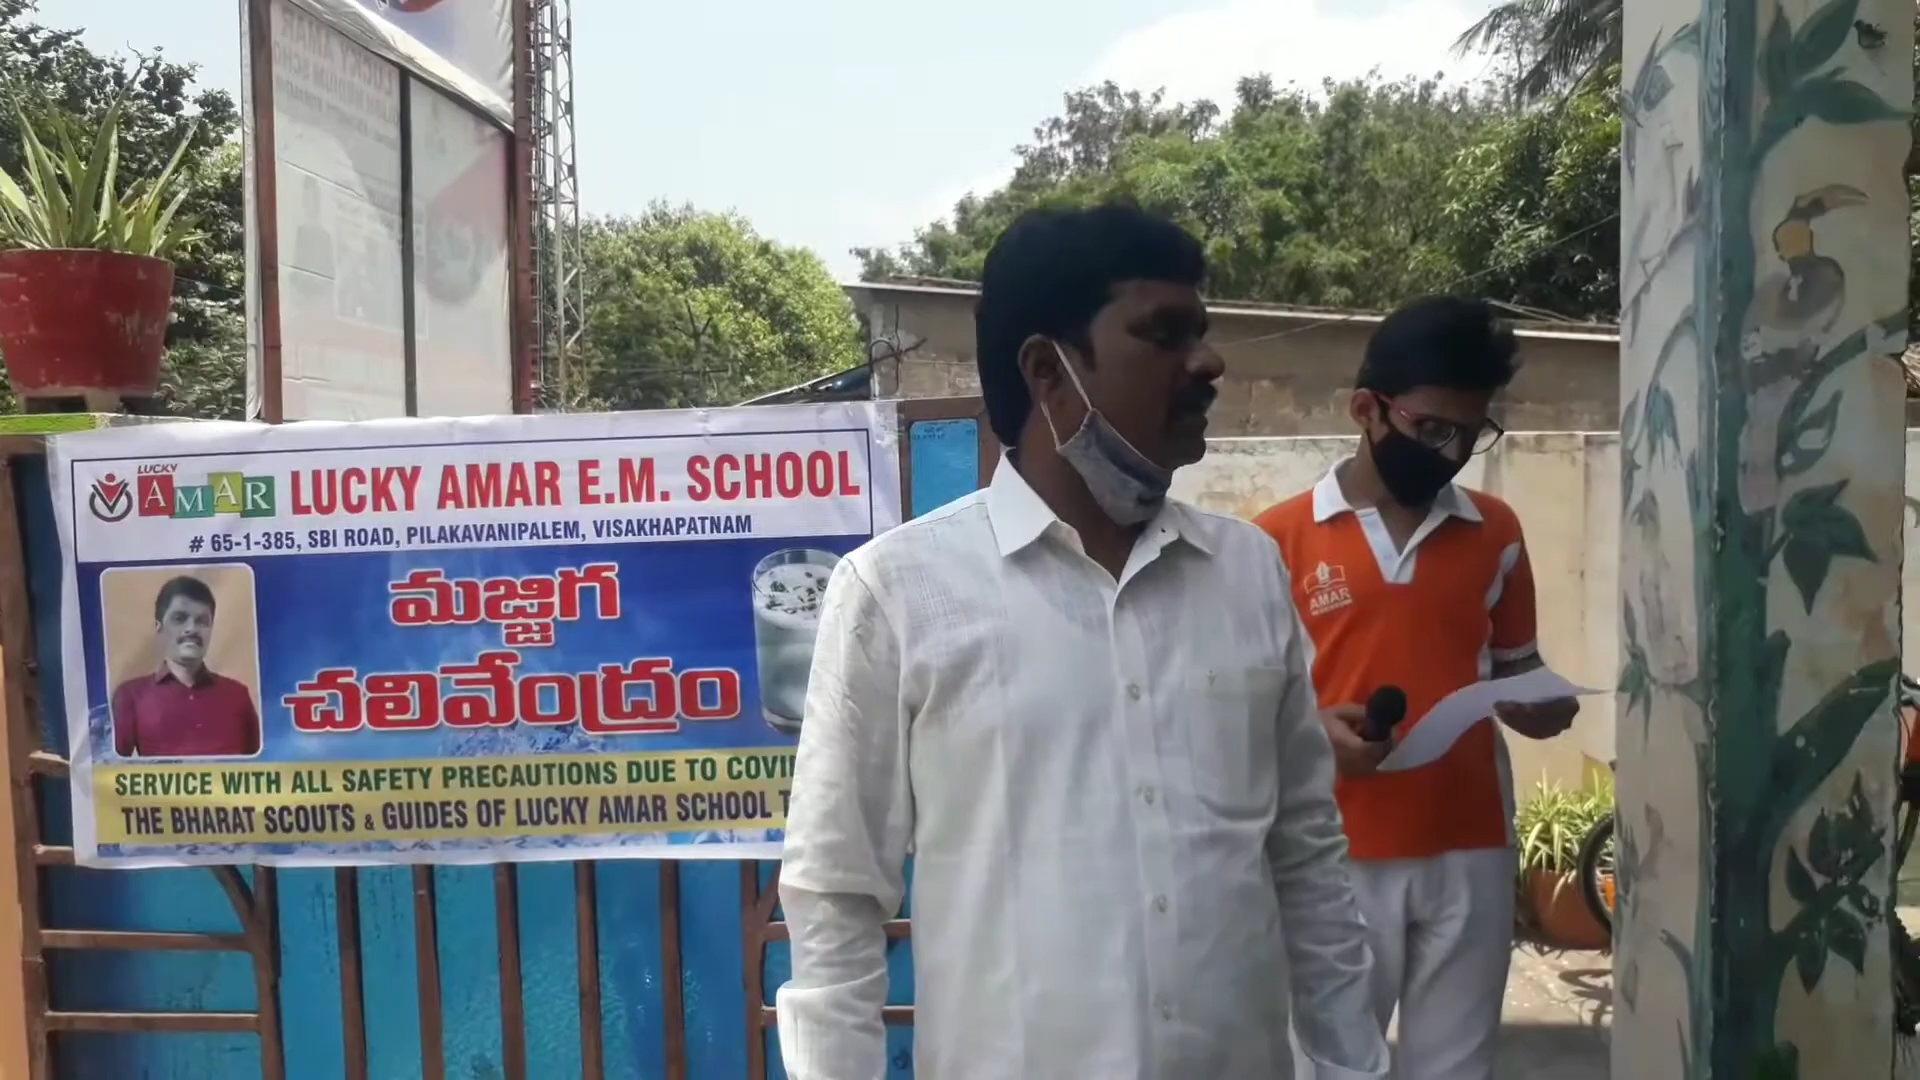 LUCKY
AMAR
LUCKY AMAR E.M. SCHOOL
# 65-1-385, SBI ROAD, PILAKAVANIPALEM, VISAKHAPATNAM
మజ్జిగ
చలివేంద్రం
SERVICE WITH ALL SAFETY PRECAUTIONS DUE TO COVI
THE BHARAT SCOUTS & GUIDES OF LUCKY AMAR SCHOOL
AMAR